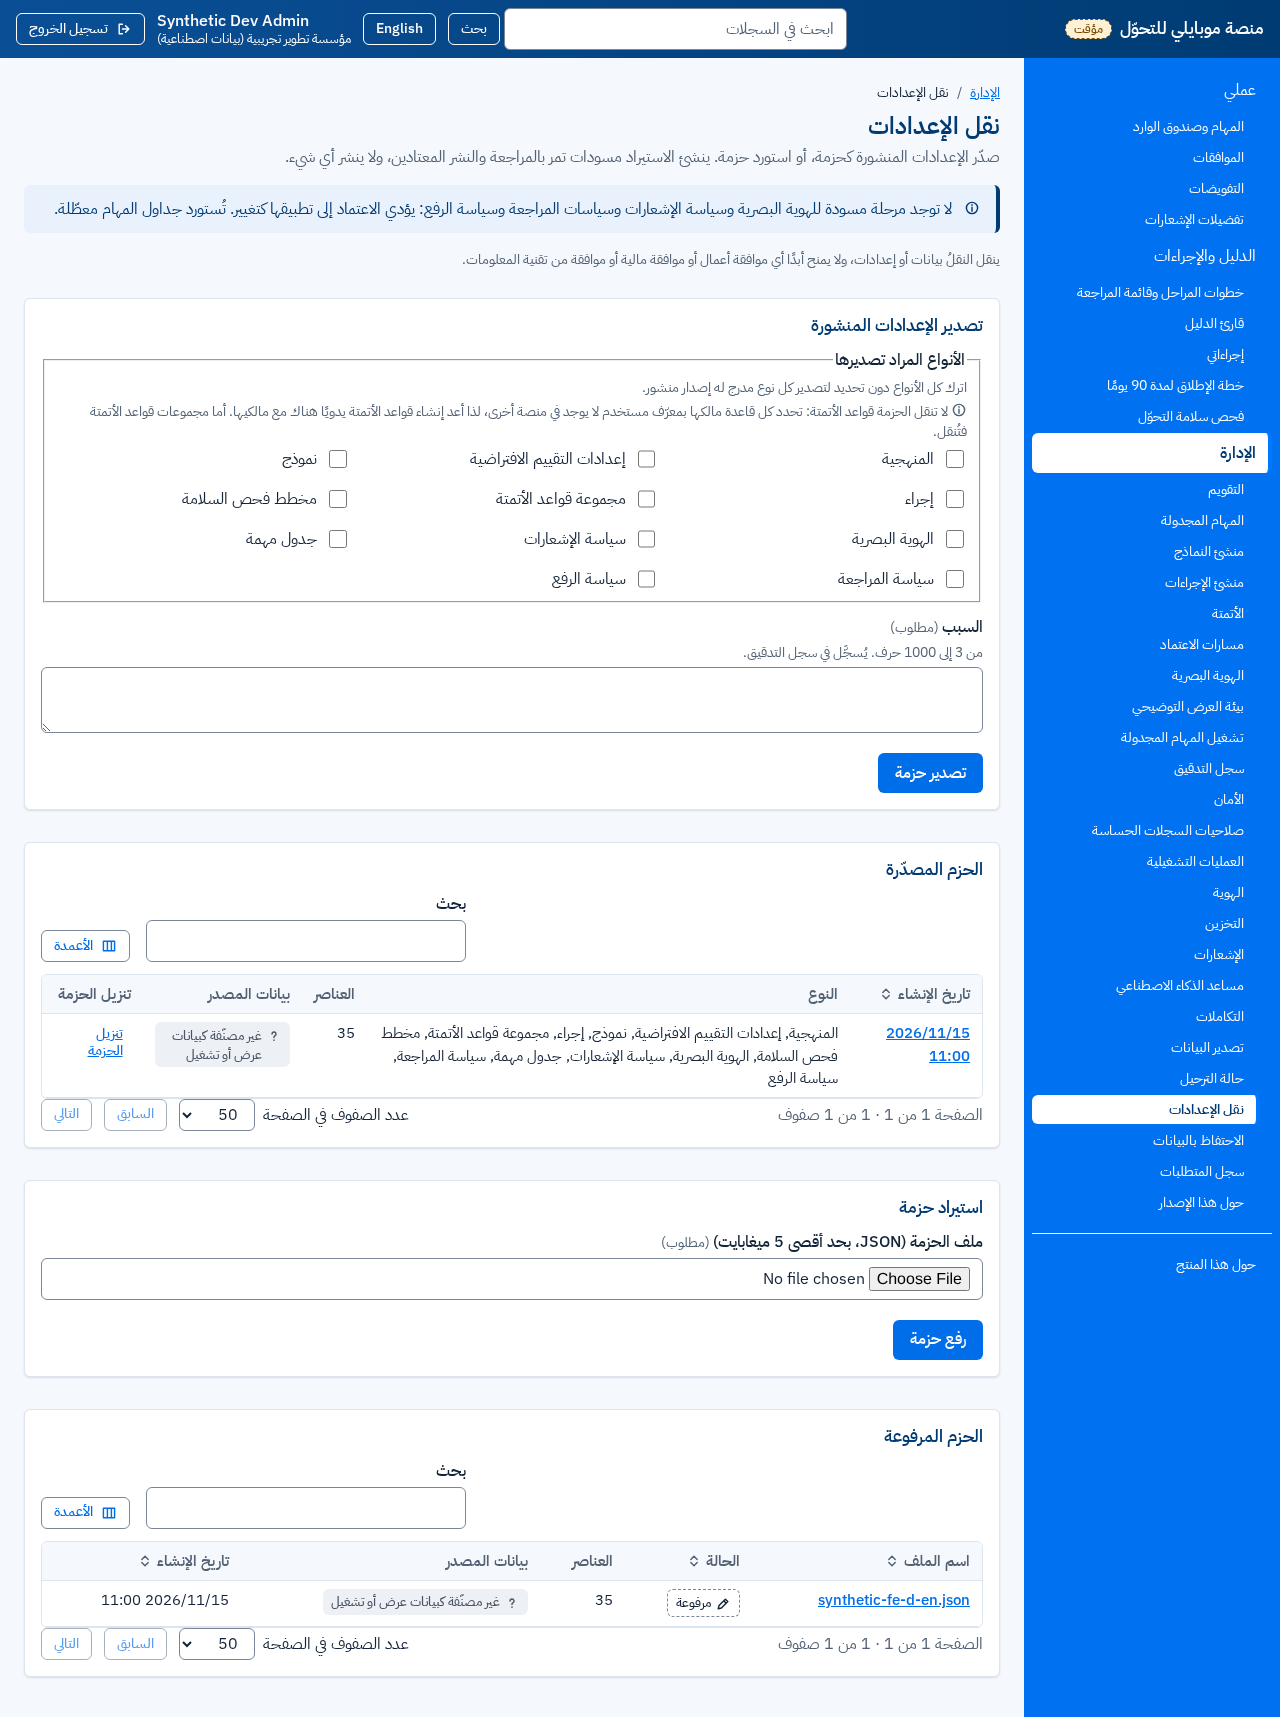 منصة موبايلي للتحوّل مؤقت
ابحث في السجلات
بحث
English
Synthetic Dev Admin
مؤسسة تطوير تجريبية (بيانات اصطناعية)
تسجيل الخروج
عملي
المهام وصندوق الوارد
الموافقات
التفويضات
تفضيلات الإشعارات
الدليل والإجراءات
خطوات المراحل وقائمة المراجعة
قارئ الدليل
إجراءاتي
خطة الإطلاق لمدة 90 يومًا
فحص سلامة التحوّل
الإدارة
التقويم
المهام المجدولة
منشئ النماذج
منشئ الإجراءات
الأتمتة
مسارات الاعتماد
الهوية البصرية
بيئة العرض التوضيحي
تشغيل المهام المجدولة
سجل التدقيق
الأمان
صلاحيات السجلات الحساسة
العمليات التشغيلية
الهوية
التخزين
الإشعارات
مساعد الذكاء الاصطناعي
التكاملات
تصدير البيانات
حالة الترحيل
نقل الإعدادات
الاحتفاظ بالبيانات
سجل المتطلبات
حول هذا الإصدار
حول هذا المنتج
الإدارة / نقل الإعدادات
نقل الإعدادات
صدّر الإعدادات المنشورة كحزمة، أو استورد حزمة. ينشئ الاستيراد مسودات تمر بالمراجعة والنشر المعتادين، ولا ينشر أي شيء.
لا توجد مرحلة مسودة للهوية البصرية وسياسة الإشعارات وسياسات المراجعة وسياسة الرفع: يؤدي الاعتماد إلى تطبيقها كتغيير. تُستورد جداول المهام معطّلة.
ينقل النقلُ بيانات أو إعدادات، ولا يمنح أبدًا أي موافقة أعمال أو موافقة مالية أو موافقة من تقنية المعلومات.
تصدير الإعدادات المنشورة
الأنواع المراد تصديرها
اترك كل الأنواع دون تحديد لتصدير كل نوع مدرج له إصدار منشور.
لا تنقل الحزمة قواعد الأتمتة: تحدد كل قاعدة مالكها بمعرّف مستخدم لا يوجد في منصة أخرى، لذا أعد إنشاء قواعد الأتمتة يدويًا هناك مع مالكيها. أما مجموعات قواعد الأتمتة
فتُنقل.
المنهجية
إعدادات التقييم الافتراضية
نموذج
إجراء
مجموعة قواعد الأتمتة
مخطط فحص السلامة
الهوية البصرية
سياسة الإشعارات
جدول مهمة
سياسة المراجعة
سياسة الرفع
السبب (مطلوب)
من 3 إلى 1000 حرف. يُسجَّل في سجل التدقيق.
تصدير حزمة
الحزم المصدّرة
بحث
الأعمدة
تاريخ الإنشاء النوع العناصر بيانات المصدر تنزيل الحزمة
2026/11/15
11:00
المنهجية, إعدادات التقييم الافتراضية, نموذج, إجراء, مجموعة قواعد الأتمتة, مخطط
فحص السلامة, الهوية البصرية, سياسة الإشعارات, جدول مهمة, سياسة المراجعة,
سياسة الرفع
35
غير مصنّفة كبيانات
عرض أو تشغيل
تنزيل
الحزمة
الصفحة 1 من 1 · 1 من 1 صفوف
عدد الصفوف في الصفحة 50 السابق التالي
استيراد حزمة
ملف الحزمة (JSON، بحد أقصى 5 ميغابايت) (مطلوب)
Choose File No file chosen
رفع حزمة
الحزم المرفوعة
بحث
الأعمدة
اسم الملف الحالة العناصر بيانات المصدر تاريخ الإنشاء
synthetic-fe-d-en.json مرفوعة 35 غير مصنّفة كبيانات عرض أو تشغيل 2026/11/15 11:00
الصفحة 1 من 1 · 1 من 1 صفوف
عدد الصفوف في الصفحة 50 السابق التالي